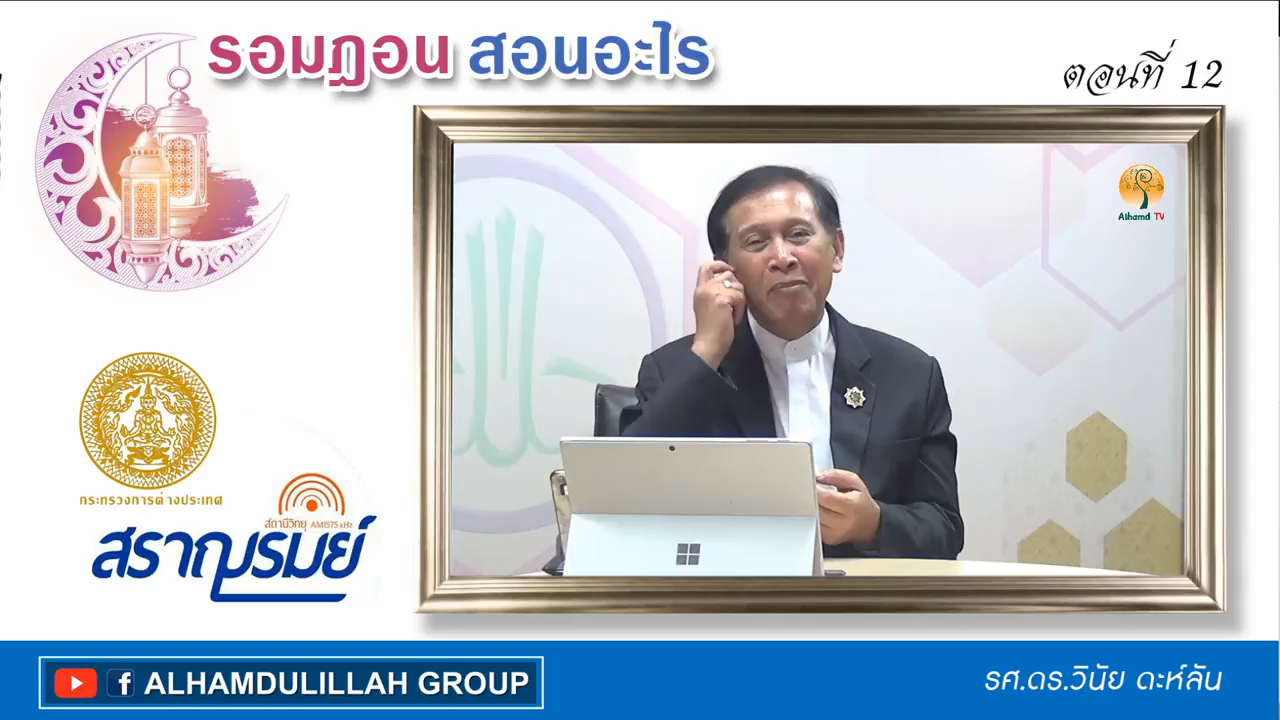 รอมฎอน สอนอะไร
ตอนที่ 12
Alhamd TV
กระทรวงการต่างประเทศ
สถานีวิทยุ AM1575 kHz
สราญรมย์
ALHAMDULILLAH GROUP
รศ.ดร.วินัย ดะห์ลัน